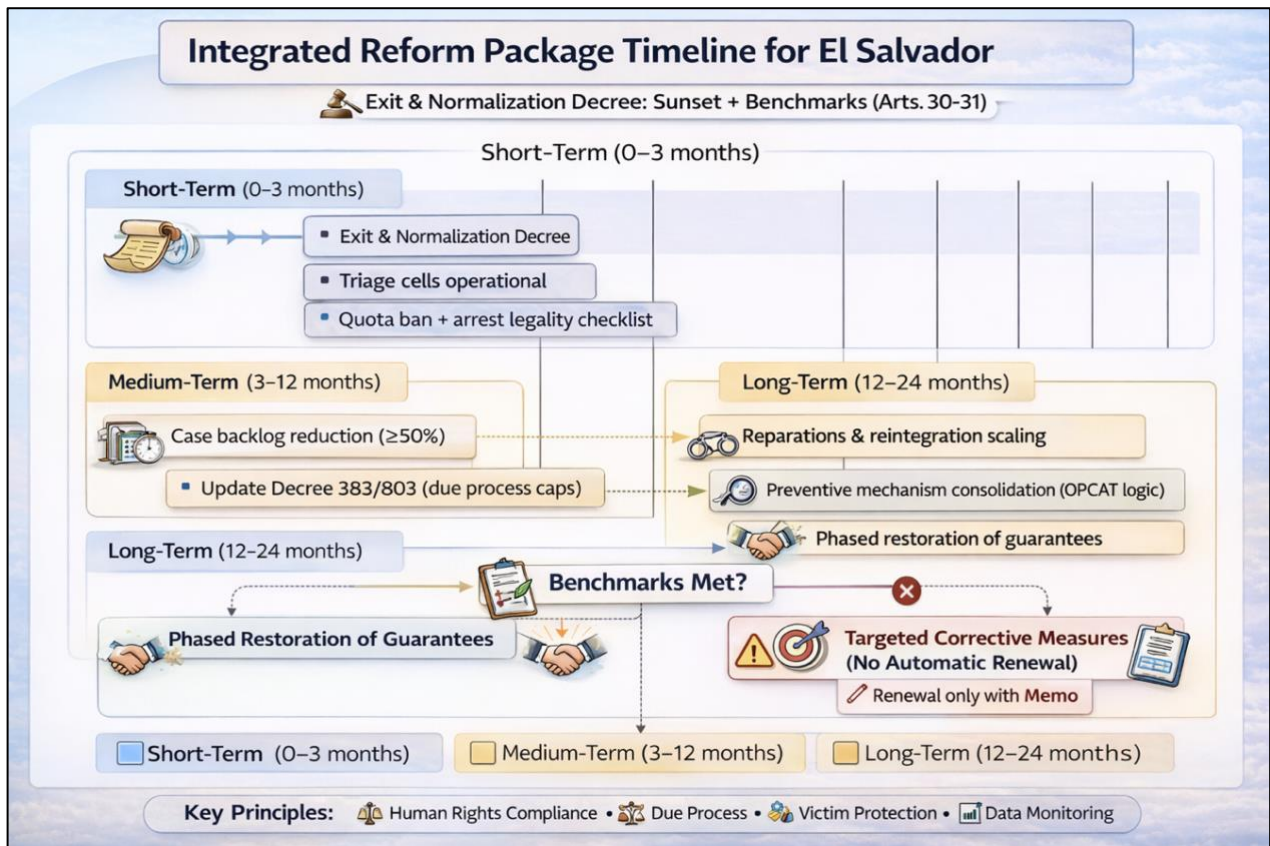 Integrated Reform Package Timeline for El Salvador
Exit & Normalization Decree: Sunset + Benchmarks (Arts. 30-31)
Short-Term (0–3 months)
Short-Term (0–3 months)
▪ Exit & Normalization Decree
▪ Triage cells operational
▪ Quota ban + arrest legality checklist
Medium-Term (3–12 months)
Case backlog reduction (≥50%)
▪ Update Decree 383/803 (due process caps)
Long-Term (12–24 months)
Reparations & reintegration scaling
Preventive mechanism consolidation (OPCAT logic)
Phased restoration of guarantees
Long-Term (12–24 months)
Benchmarks Met?
Phased Restoration of Guarantees
Targeted Corrective Measures
(No Automatic Renewal)
Renewal only with Memo
Short-Term (0–3 months)
Medium-Term (3–12 months)
Long-Term (12–24 months)
Key Principles: Human Rights Compliance • Due Process • Victim Protection • Data Monitoring